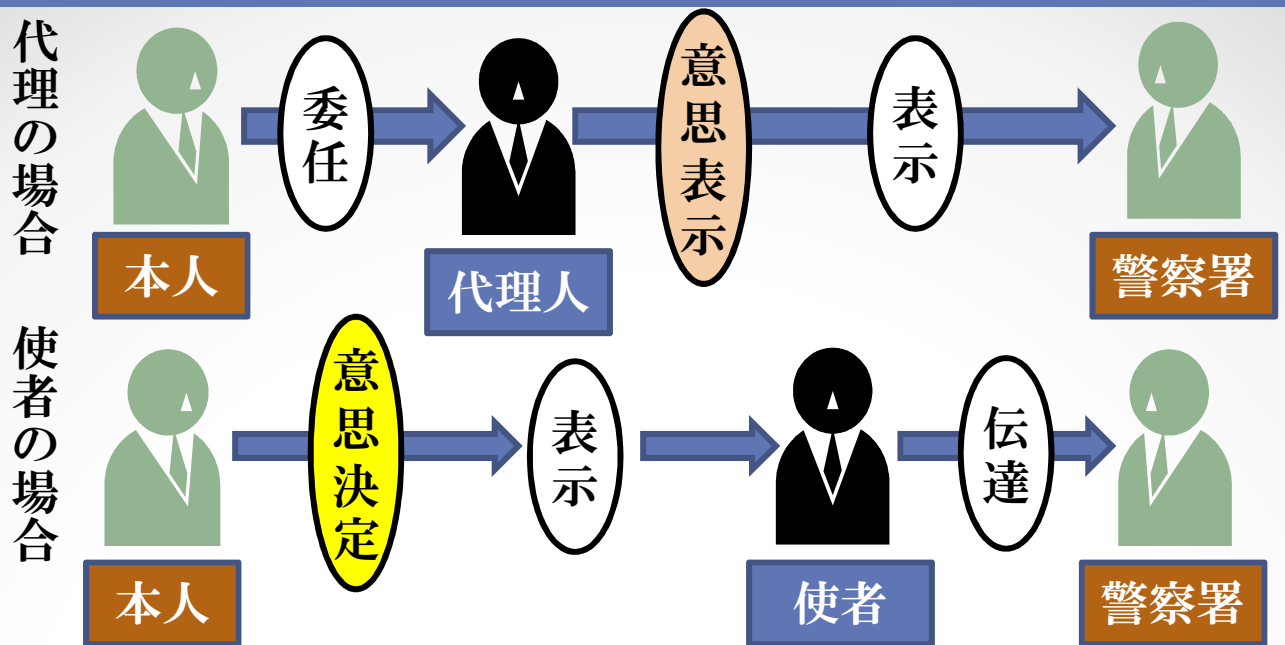 代理の場合
委任
意思表示
表示
本人
代理人
警察署
使者の場合
意思決定
表示
伝達
本人
使者
警察署